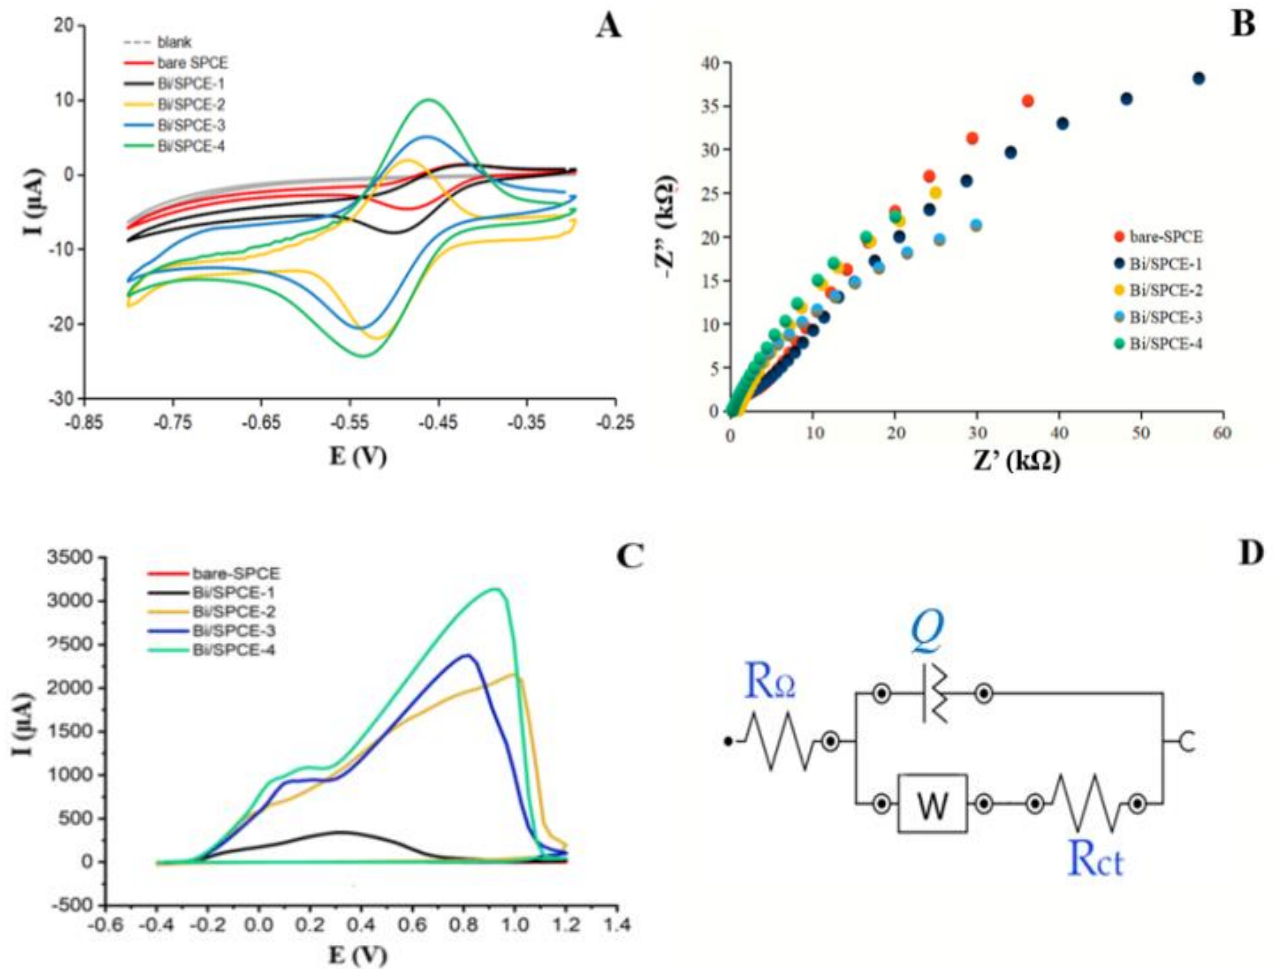 A
20
10
0
-10
-20
-30
-0.85 -0.75 -0.65 -0.55 -0.45 -0.35 -0.25
I (µA)
E (V)
blank
bare SPCE
Bi/SPCE-1
Bi/SPCE-2
Bi/SPCE-3
Bi/SPCE-4
B
40
35
30
25
20
15
10
5
0
0 10 20 30 40 50 60
-Z” (kΩ)
Z’ (kΩ)
bare-SPCE
Bi/SPCE-1
Bi/SPCE-2
Bi/SPCE-3
Bi/SPCE-4
C
3500
3000
2500
2000
1500
1000
500
0
-500
-0.6 -0.4 -0.2 0.0 0.2 0.4 0.6 0.8 1.0 1.2 1.4
I (µA)
E (V)
bare-SPCE
Bi/SPCE-1
Bi/SPCE-2
Bi/SPCE-3
Bi/SPCE-4
D
Q
RΩ
W
Rct